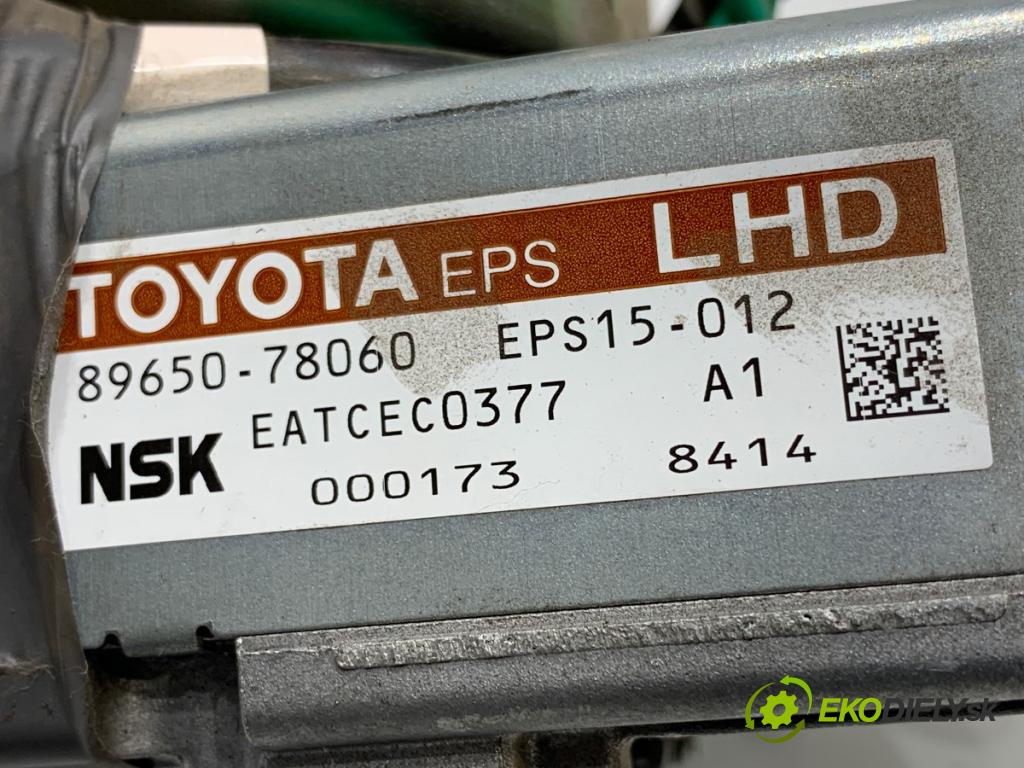 TOYOTA EPS LHD
89650-78060 EPS15-012
NSK EATCEC0377 A1
000173 8414
EKODIELY.SK